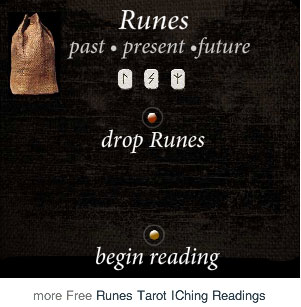 Runes
past • present •future
ᛚ ᛃ ᛉ
drop Runes
begin reading
more Free Runes Tarot IChing Readings